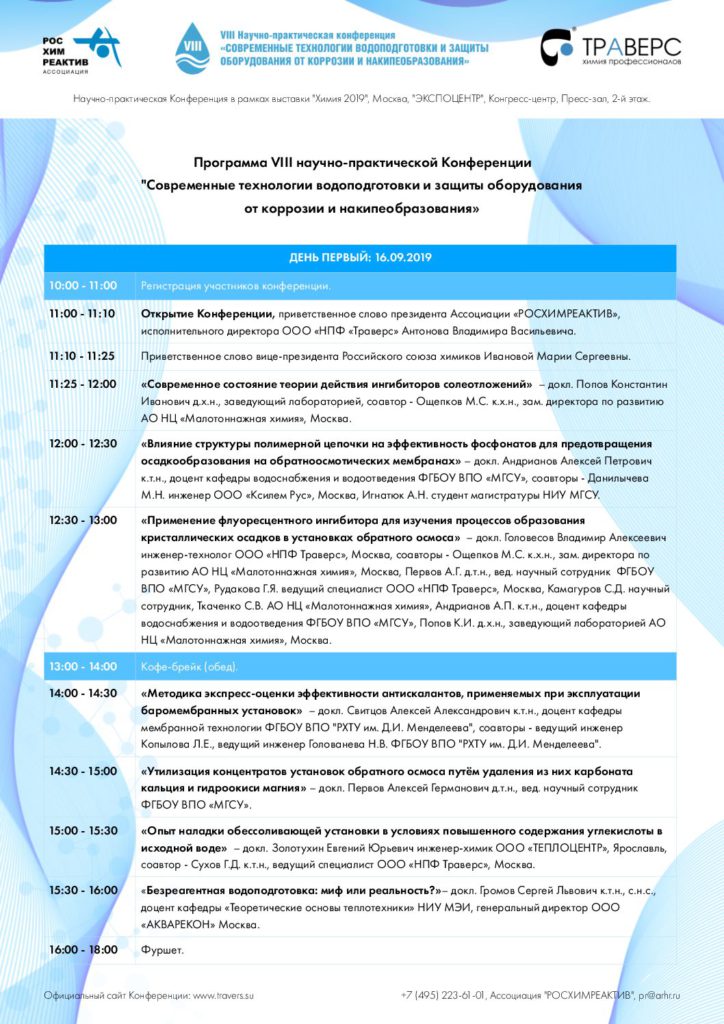 РОС
ХИМ
РЕАКТИВ
АССОЦИАЦИЯ
VIII
VIII Научно-практическая конференция
«СОВРЕМЕННЫЕ ТЕХНОЛОГИИ ВОДОПОДГОТОВКИ И ЗАЩИТЫ
ОБОРУДОВАНИЯ ОТ КОРРОЗИИ И НАКИПЕОБРАЗОВАНИЯ»
ТРАВЕРС
ХИМИЯ ПРОФЕССИОНАЛОВ
Научно-практическая Конференция в рамках выставки "Химия 2019", Москва, "ЭКСПОЦЕНТР", Конгресс-центр, Пресс-зал, 2-й этаж.
Программа VIII научно-практической Конференции
"Современные технологии водоподготовки и защиты оборудования
от коррозии и накипеобразования»
ДЕНЬ ПЕРВЫЙ: 16.09.2019
10:00 - 11:00 Регистрация участников конференции.
11:00 - 11:10 Открытие Конференции, приветственное слово президента Ассоциации «РОСХИМРЕАКТИВ»,
исполнительного директора ООО «НПФ «Траверс» Антонова Владимира Васильевича.
11:10 - 11:25 Приветственное слово вице-президента Российского союза химиков Ивановой Марии Сергеевны.
11:25 - 12:00 «Современное состояние теории действия ингибиторов солеотложений» – докл. Попов Константин
Иванович д.х.н., заведующий лабораторией, соавтор - Ощепков М.С. к.х.н., зам. директора по развитию
АО НЦ «Малотоннажная химия», Москва.
12:00 - 12:30 «Влияние структуры полимерной цепочки на эффективность фосфонатов для предотвращения
осадкообразования на обратноосмотических мембранах» – докл. Андрианов Алексей Петрович
к.т.н., доцент кафедры водоснабжения и водоотведения ФГБОУ ВПО «МГСУ», соавторы - Данилычева
М.Н. инженер ООО «Ксилем Рус», Москва, Игнатюк А.Н. студент магистратуры НИУ МГСУ.
12:30 - 13:00 «Применение флуоресцентного ингибитора для изучения процессов образования
кристаллических осадков в установках обратного осмоса» – докл. Головесов Владимир Алексеевич
инженер-технолог ООО «НПФ Траверс», Москва, соавторы - Ощепков М.С. к.х.н., зам. директора по
развитию АО НЦ «Малотоннажная химия», Москва, Первов А.Г. д.т.н., вед. научный сотрудник ФГБОУ
ВПО «МГСУ», Рудакова Г.Я. ведущий специалист ООО «НПФ Траверс», Москва, Камагуров С.Д. научный
сотрудник, Ткаченко С.В. АО НЦ «Малотоннажная химия», Андрианов А.П. к.т.н., доцент кафедры
водоснабжения и водоотведения ФГБОУ ВПО «МГСУ», Попов К.И. д.х.н., заведующий лабораторией АО
НЦ «Малотоннажная химия», Москва.
13:00 - 14:00 Кофе-брейк (обед).
14:00 - 14:30 «Методика экспресс-оценки эффективности антискалантов, применяемых при эксплуатации
баромембранных установок» – докл. Свитцов Алексей Александрович к.т.н., доцент кафедры
мембранной технологии ФГБОУ ВПО "РХТУ им. Д.И. Менделеева", соавторы - ведущий инженер
Копылова Л.Е., ведущий инженер Голованева Н.В. ФГБОУ ВПО "РХТУ им. Д.И. Менделеева".
14:30 - 15:00 «Утилизация концентратов установок обратного осмоса путём удаления из них карбоната
кальция и гидроокиси магния» – докл. Первов Алексей Германович д.т.н., вед. научный сотрудник
ФГБОУ ВПО «МГСУ».
15:00 - 15:30 «Опыт наладки обессоливающей установки в условиях повышенного содержания углекислоты в
исходной воде» – докл. Золотухин Евгений Юрьевич инженер-химик ООО «ТЕПЛОЦЕНТР», Ярославль,
соавтор - Сухов Г.Д. к.т.н., ведущий специалист ООО «НПФ Траверс», Москва.
15:30 - 16:00 «Безреагентная водоподготовка: миф или реальность?»– докл. Громов Сергей Львович к.т.н., с.н.с.,
доцент кафедры «Теоретические основы теплотехники» НИУ МЭИ, генеральный директор ООО
«АКВАРЕКОН» Москва.
16:00 - 18:00 Фуршет.
Официальный сайт Конференции: www.travers.su +7 (495) 223-61-01, Ассоциация "РОСХИМРЕАКТИВ", pr@arhr.ru